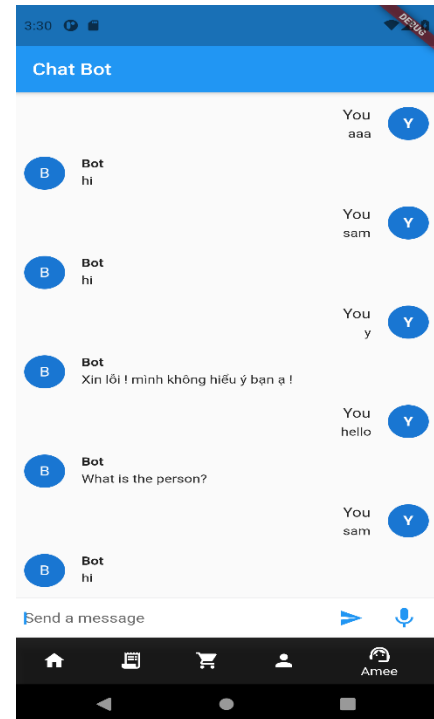 3:30
DEBUG
Chat Bot
You
Y
aaa
Bot
B
hi
You
Y
sam
Bot
B
hi
You
Y
y
Bot
B
Xin lỗi ! mình không hiểu ý bạn ạ !
You
Y
hello
Bot
B
What is the person?
You
Y
sam
Bot
B
hi
Send a message
Amee